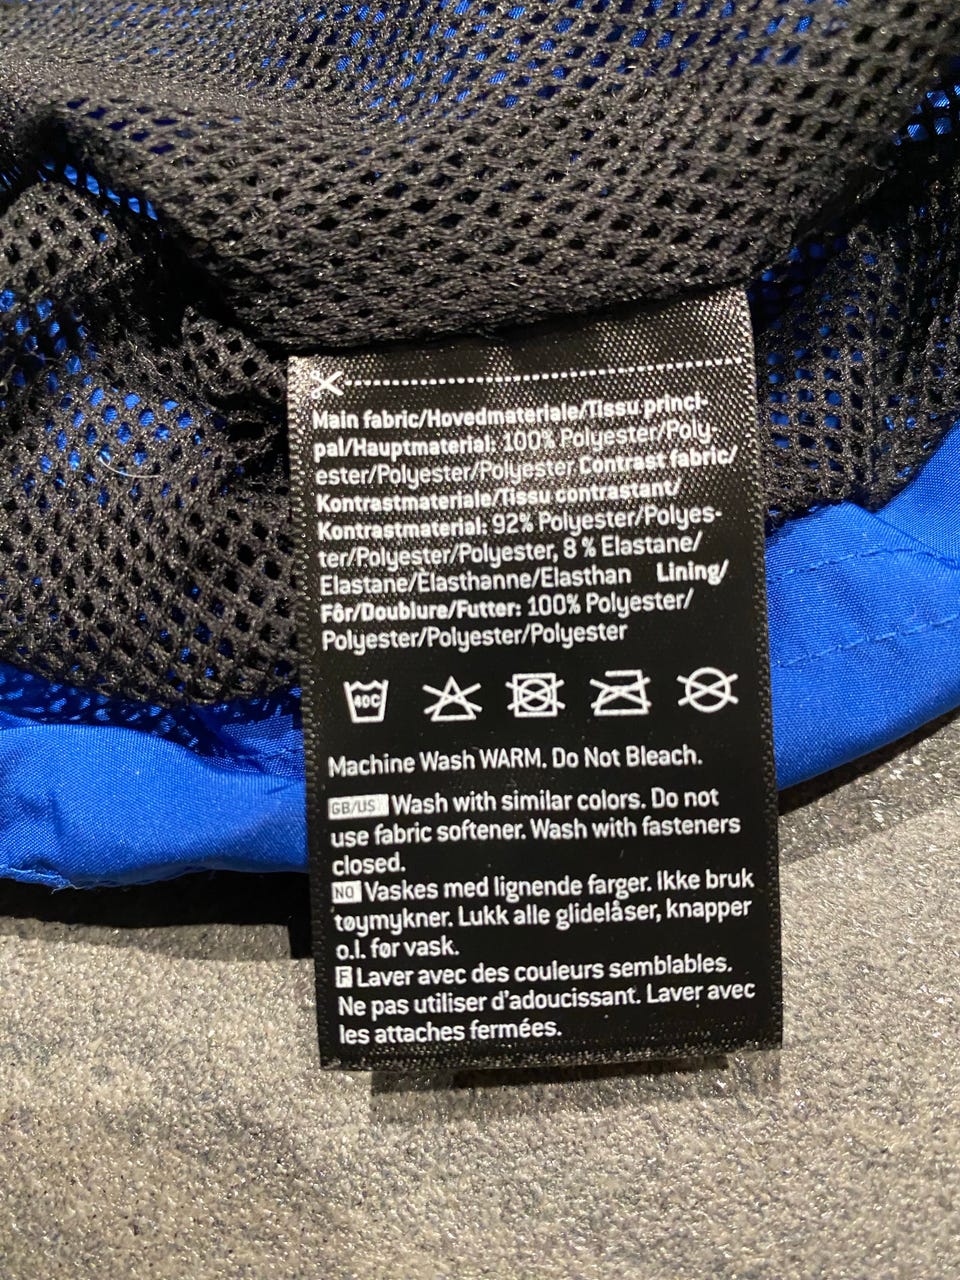 Main fabric/Hovedmateriale/Tissu princi-
pal/Hauptmaterial: 100% Polyester/Poly-
ester/Polyester/Polyester Contrast fabric/
Kontrastmateriale/Tissu contrastant/
Kontrastmaterial: 92% Polyester/Polyes-
ter/Polyester/Polyester, 8 % Elastane/
Elastane/Élasthanne/Elasthan Lining/
Fôr/Doublure/Futter: 100% Polyester/
Polyester/Polyester/Polyester
40C
Machine Wash WARM. Do Not Bleach.
GB/US Wash with similar colors. Do not
use fabric softener. Wash with fasteners
closed.
NO Vaskes med lignende farger. Ikke bruk
tøymykner. Lukk alle glidelåser, knapper
o.l. før vask.
F Laver avec des couleurs semblables.
Ne pas utiliser d'adoucissant. Laver avec
les attaches fermées.